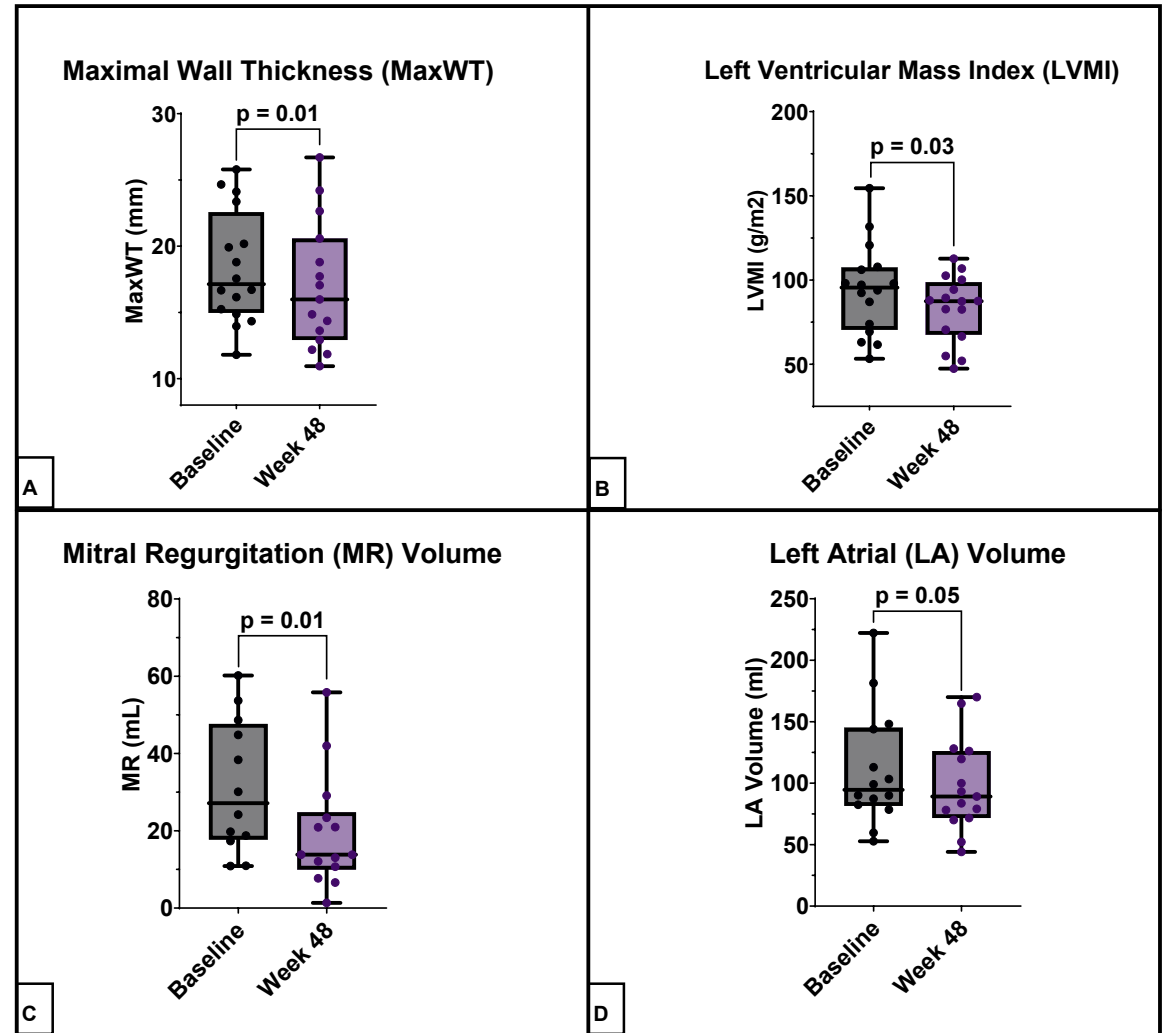 Maximal Wall Thickness (MaxWT)
p = 0.01
30
20
10
MaxWT (mm)
Baseline
Week 48
A
Left Ventricular Mass Index (LVMI)
p = 0.03
200
150
100
50
LVMI (g/m2)
Baseline
Week 48
B
Mitral Regurgitation (MR) Volume
p = 0.01
80
60
40
20
0
MR (mL)
Baseline
Week 48
C
Left Atrial (LA) Volume
p = 0.05
250
200
150
100
50
0
LA Volume (ml)
Baseline
Week 48
D